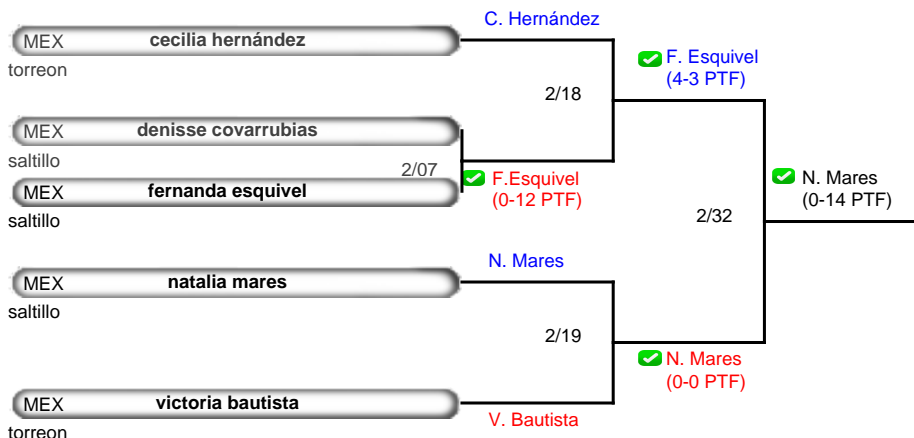 C. Hernández
MEX cecilia hernández
torreon
F. Esquivel
(4-3 PTF)
2/18
MEX denisse covarrubias
saltillo
2/07
F.Esquivel
(0-12 PTF)
MEX fernanda esquivel
saltillo
N. Mares
(0-14 PTF)
2/32
N. Mares
MEX natalia mares
saltillo
2/19
N. Mares
(0-0 PTF)
MEX victoria bautista
torreon
V. Bautista